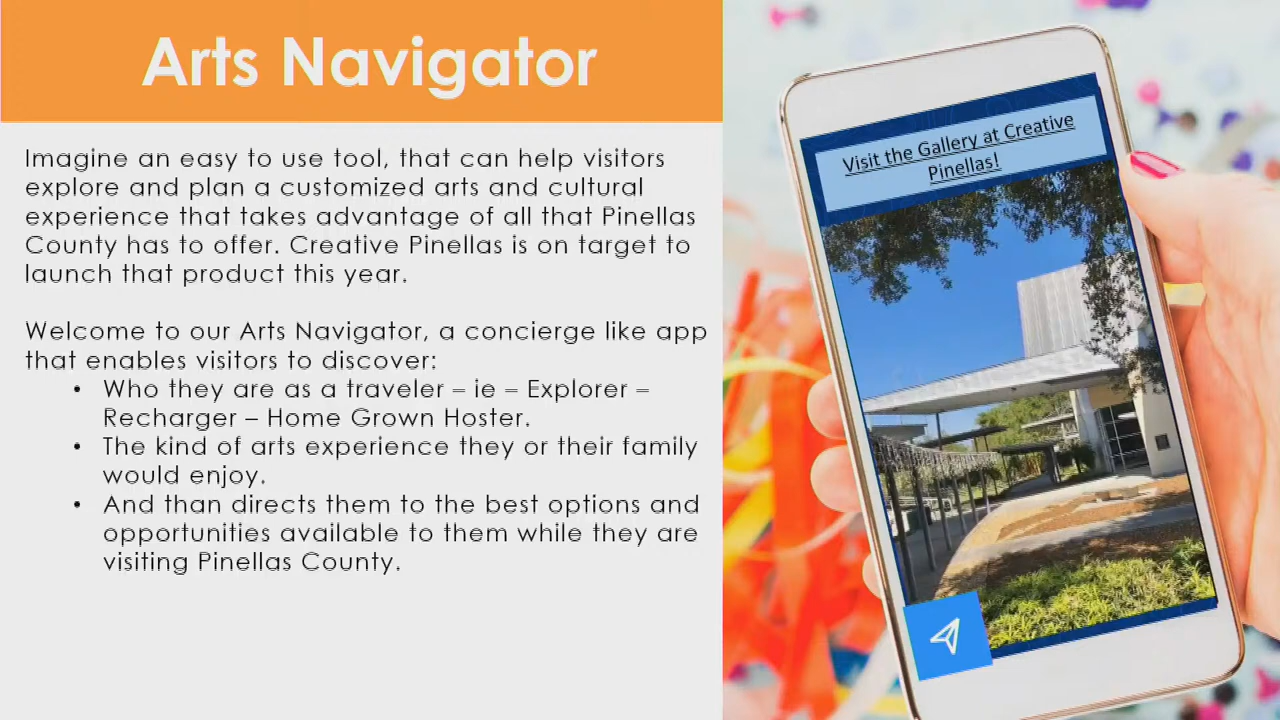 Arts Navigator
Imagine an easy to use tool, that can help visitors
explore and plan a customized arts and cultural
experience that takes advantage of all that Pinellas
County has to offer. Creative Pinellas is on target to
launch that product this year.
Welcome to our Arts Navigator, a concierge like app
that enables visitors to discover:
• Who they are as a traveler – ie – Explorer –
Recharger – Home Grown Hoster.
• The kind of arts experience they or their family
would enjoy.
• And than directs them to the best options and
opportunities available to them while they are
visiting Pinellas County.
Visit the Gallery at Creative
Pinellas!